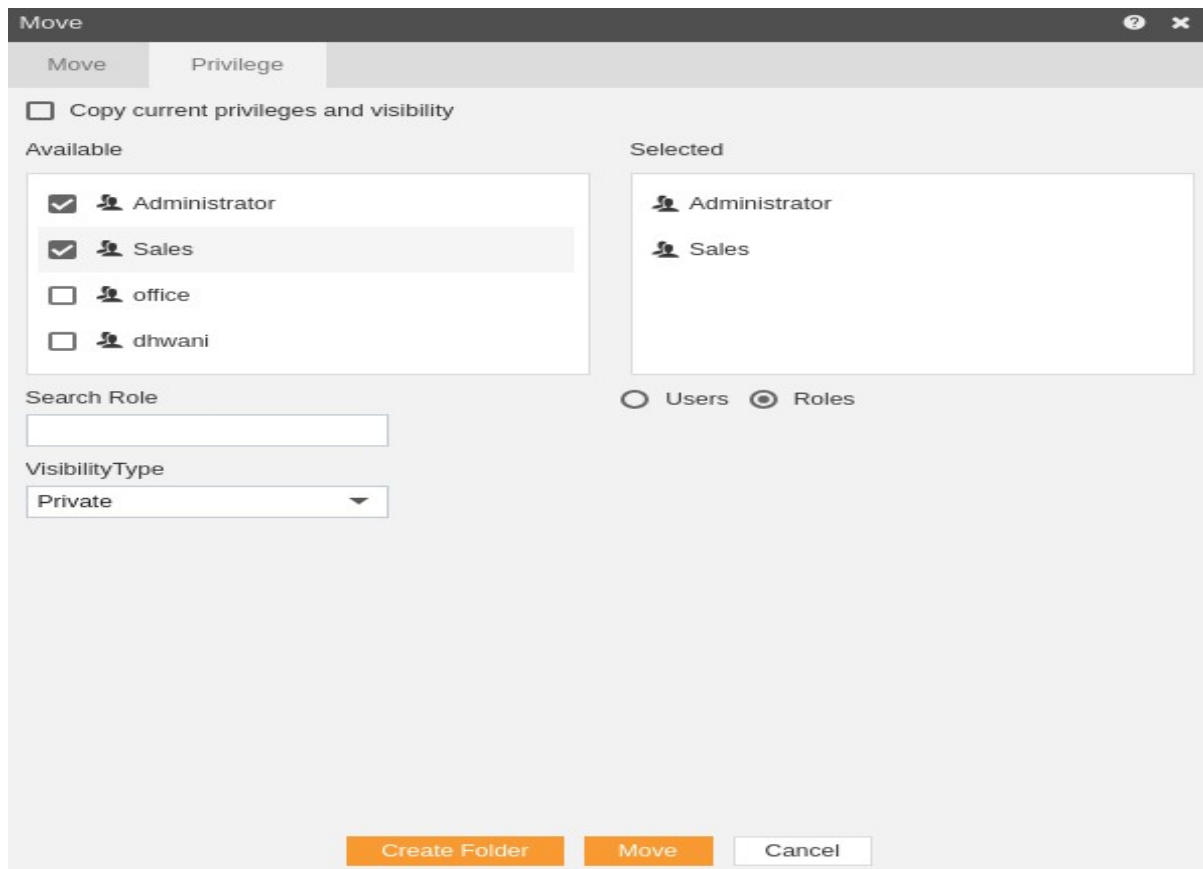 Move
Move Privilege
Copy current privileges and visibility
Available Selected
Administrator Administrator
Sales Sales
office
dhwani
Search Role Users Roles
VisibilityType
Private
Create Folder Move Cancel